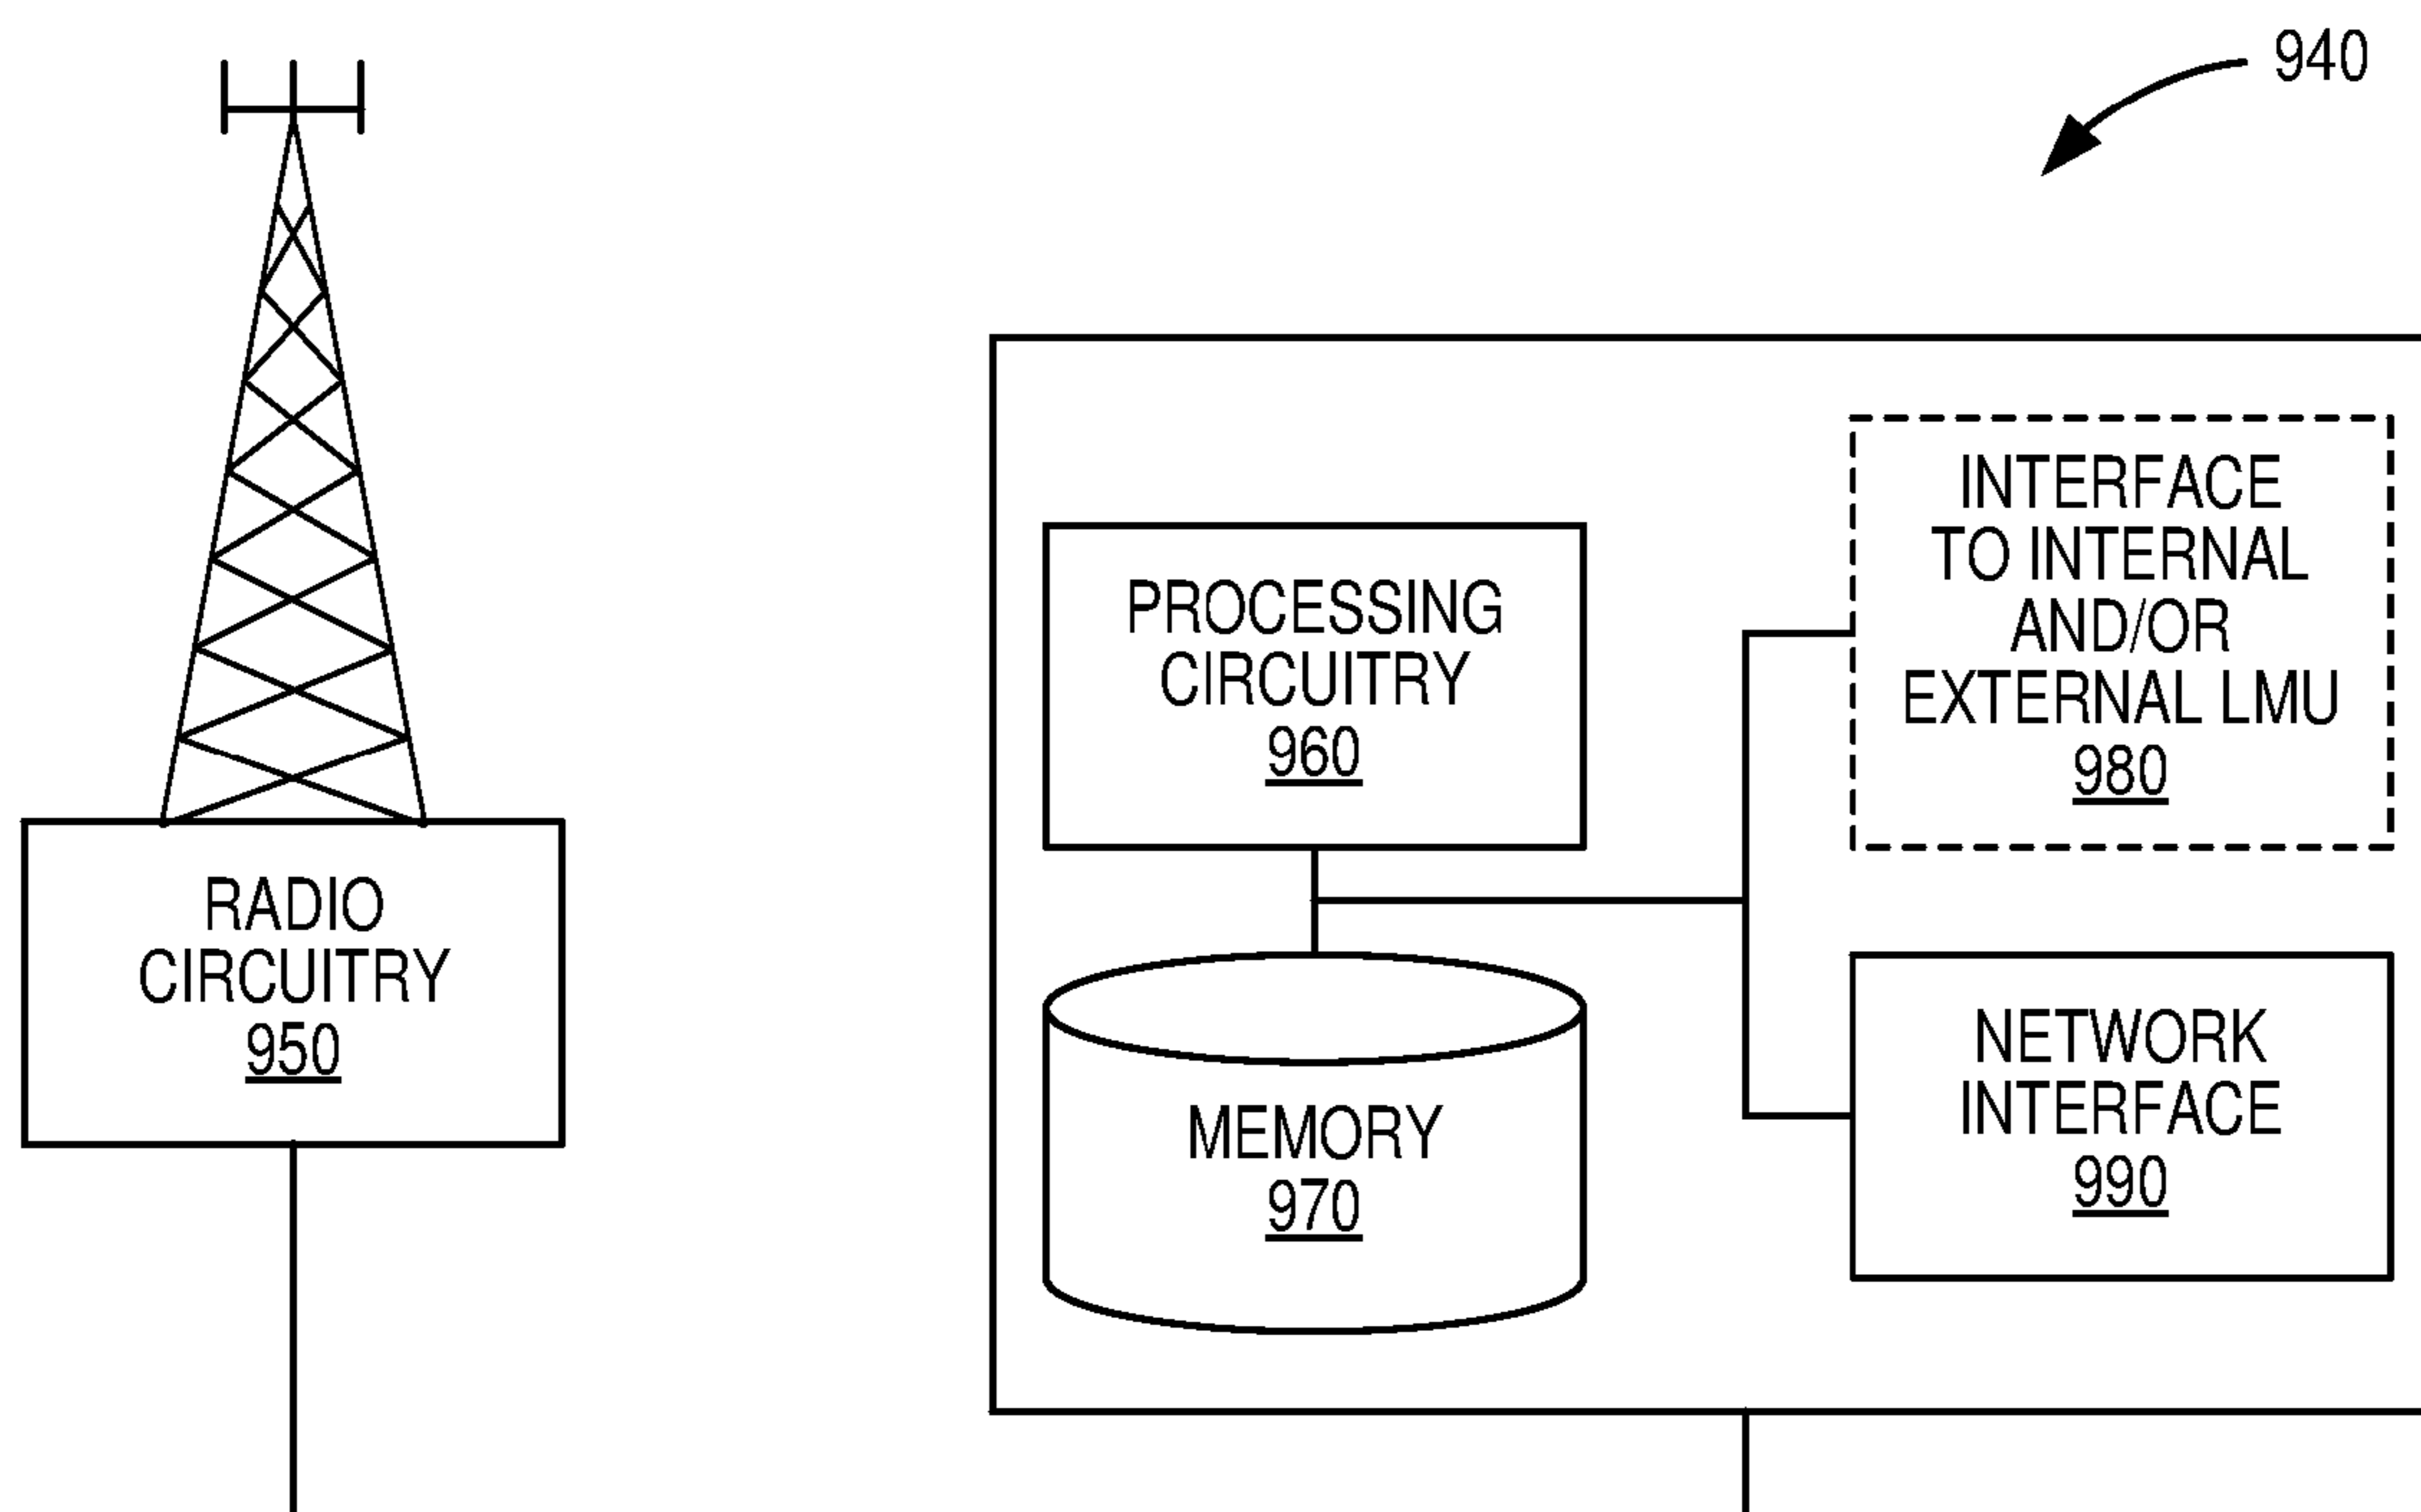 940
RADIO
CIRCUITRY
950
PROCESSING
CIRCUITRY
960
MEMORY
970
INTERFACE
TO INTERNAL
AND/OR
EXTERNAL LMU
980
NETWORK
INTERFACE
990